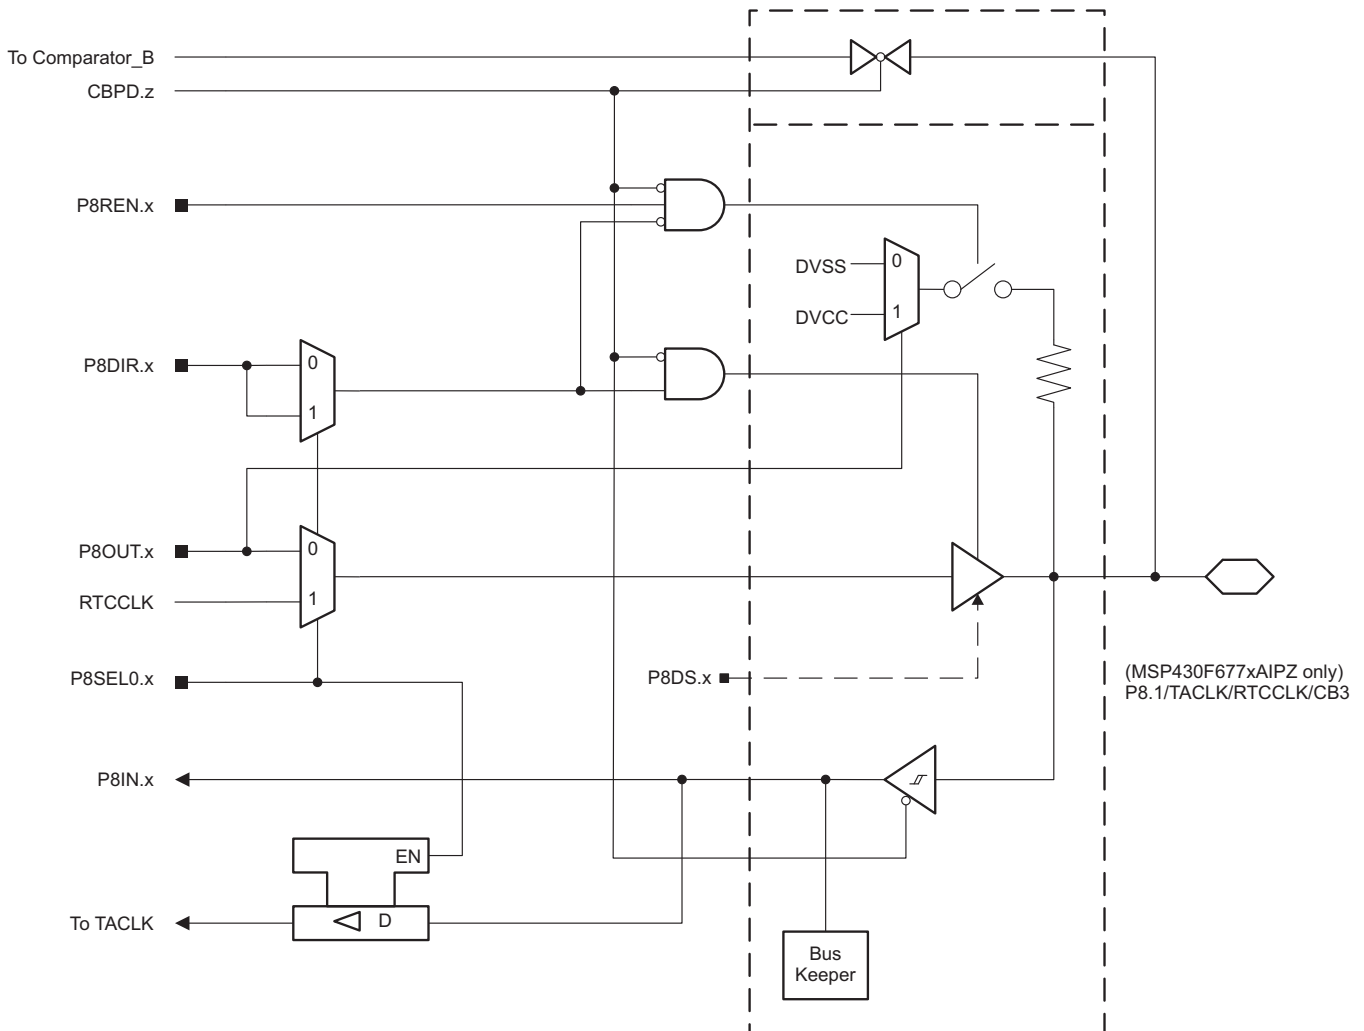 To Comparator_B
CBPD.z
P8REN.x
DVSS
0
DVCC
1
P8DIR.x
0
1
P8OUT.x
0
RTCCLK
1
P8SEL0.x
P8DS.x
(MSP430F677xAIPZ only)
P8.1/TACLK/RTCCLK/CB3
P8IN.x
EN
To TACLK
D
Bus
Keeper